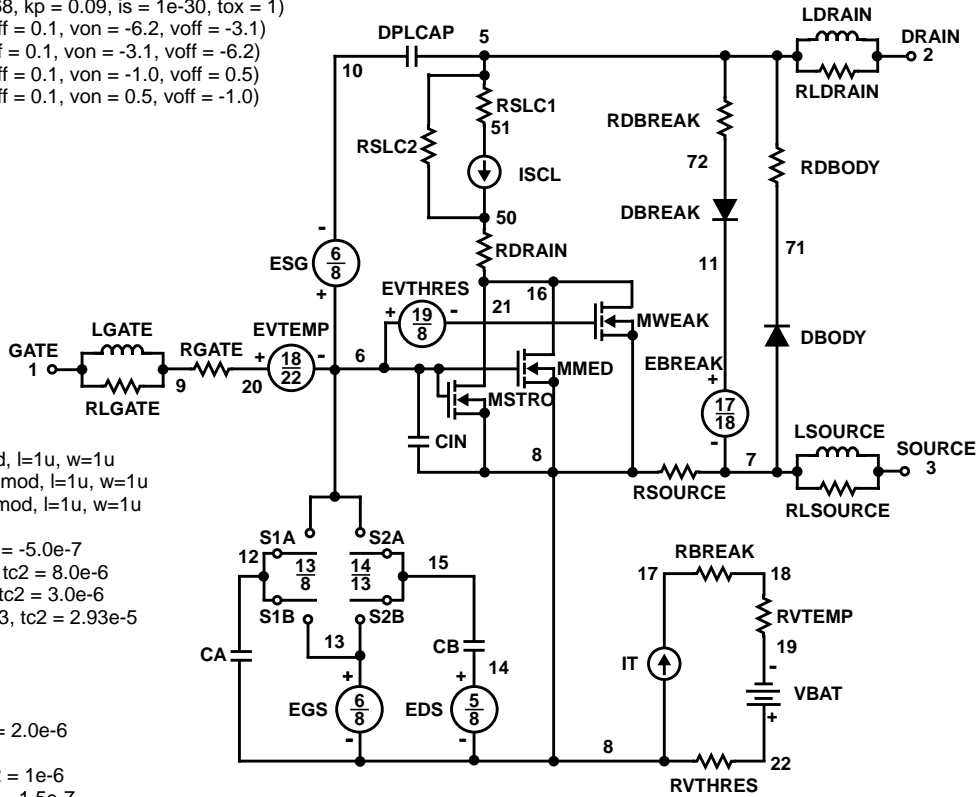 68, kp = 0.09, is = 1e-30, tox = 1)
ff = 0.1, von = -6.2, voff = -3.1)
f = 0.1, von = -3.1, voff = -6.2)
ff = 0.1, von = -1.0, voff = 0.5)
ff = 0.1, von = 0.5, voff = -1.0)
LDRAIN
DRAIN
2
RLDRAIN
DPLCAP
5
10
RSLC1
51
RSLC2
ISCL
50
RDRAIN
RDBREAK
72
DBREAK
11
RDBODY
71
DBODY
ESG
6
8
-
+
EVTHRES
+
19
8
-
21
16
MWEAK
MMED
MSTRO
EBREAK
+
17
18
-
LGATE
GATE
1
RLGATE
9
RGATE
20
EVTEMP
+
18
22
-
6
CIN
8
RSOURCE
7
LSOURCE
SOURCE
3
RLSOURCE
d, l=1u, w=1u
mod, l=1u, w=1u
mod, l=1u, w=1u
= -5.0e-7
tc2 = 8.0e-6
tc2 = 3.0e-6
3, tc2 = 2.93e-5
= 2.0e-6
2 = 1e-6
S1A
S2A
12
13
8
14
13
15
S1B
S2B
13
CA
CB
14
+
EGS
6
8
-
+
EDS
5
8
-
8
RBREAK
17
18
RVTEMP
19
-
VBAT
+
IT
22
RVTHRES